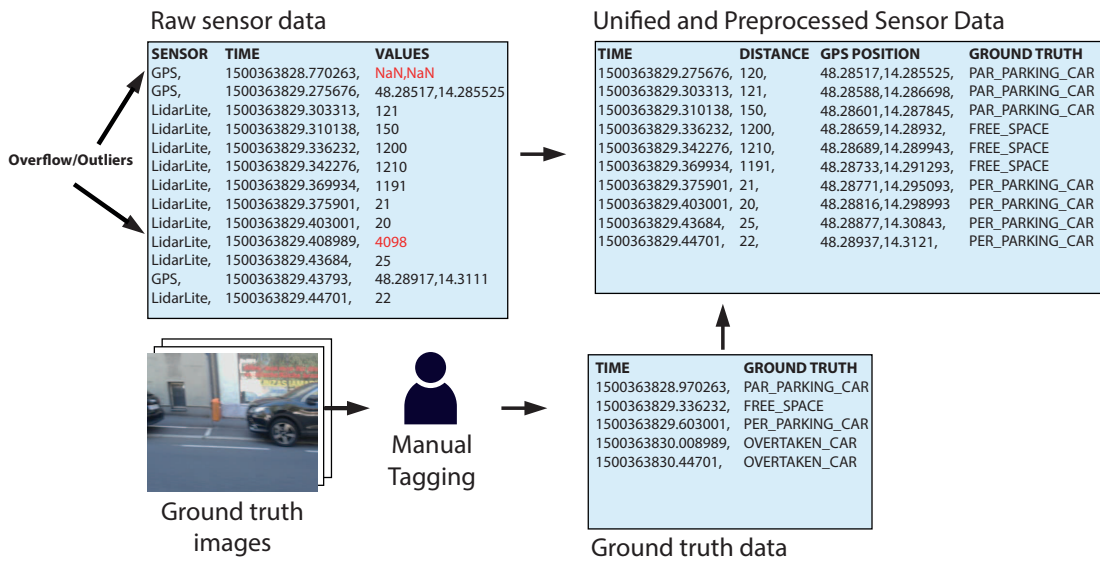 Raw sensor data
SENSOR TIME VALUES
GPS, 1500363828.770263, NaN,NaN
GPS, 1500363829.275676, 48.28517,14.285525
LidarLite, 1500363829.303313, 121
LidarLite, 1500363829.310138, 150
LidarLite, 1500363829.336232, 1200
LidarLite, 1500363829.342276, 1210
LidarLite, 1500363829.369934, 1191
LidarLite, 1500363829.375901, 21
LidarLite, 1500363829.403001, 20
LidarLite, 1500363829.408989, 4098
LidarLite, 1500363829.43684, 25
GPS, 1500363829.43793, 48.28917,14.3111
LidarLite, 1500363829.44701, 22
Overflow/Outliers
Unified and Preprocessed Sensor Data
TIME DISTANCE GPS POSITION GROUND TRUTH
1500363829.275676, 120, 48.28517,14.285525, PAR_PARKING_CAR
1500363829.303313, 121, 48.28588,14.286698, PAR_PARKING_CAR
1500363829.310138, 150, 48.28601,14.287845, PAR_PARKING_CAR
1500363829.336232, 1200, 48.28659,14.28932, FREE_SPACE
1500363829.342276, 1210, 48.28689,14.289943, FREE_SPACE
1500363829.369934, 1191, 48.28733,14.291293, FREE_SPACE
1500363829.375901, 21, 48.28771,14.295093, PER_PARKING_CAR
1500363829.403001, 20, 48.28816,14.298993 PER_PARKING_CAR
1500363829.43684, 25, 48.28877,14.30843, PER_PARKING_CAR
1500363829.44701, 22, 48.28937,14.3121, PER_PARKING_CAR
Ground truth
images
Manual
Tagging
TIME GROUND TRUTH
1500363828.970263, PAR_PARKING_CAR
1500363829.336232, FREE_SPACE
1500363829.603001, PER_PARKING_CAR
1500363830.008989, OVERTAKEN_CAR
1500363830.44701, OVERTAKEN_CAR
Ground truth data